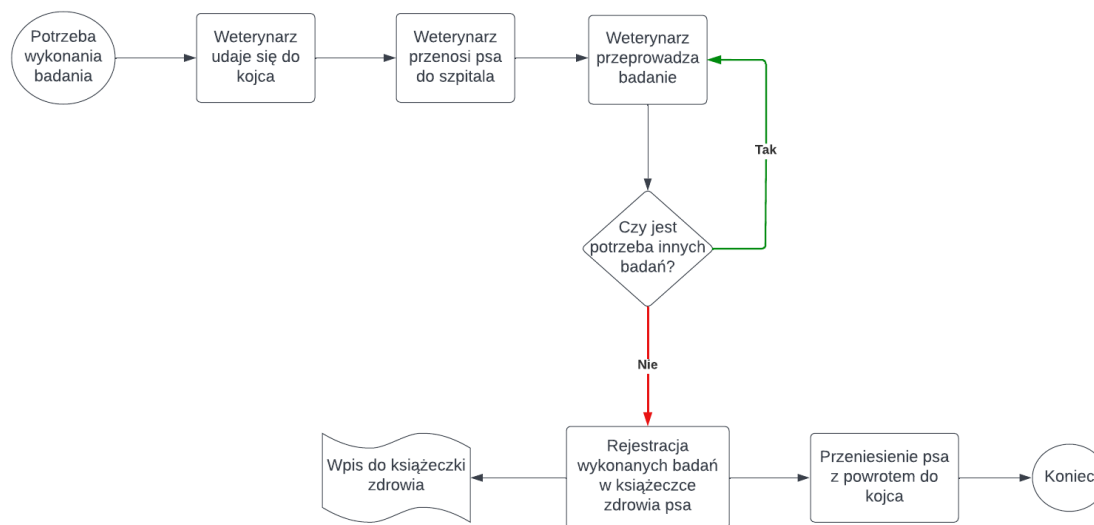 Potrzeba
wykonania
badania
Weterynarz
udaje się do
kojca
Weterynarz
przenosi psa
do szpitala
Weterynarz
przeprowadza
badanie
Tak
Czy jest
potrzeba innych
badań?
Nie
Wpis do książeczki
zdrowia
Rejestracja
wykonanych badań
w książeczce
zdrowia psa
Przeniesienie psa
z powrotem do
kojca
Koniec